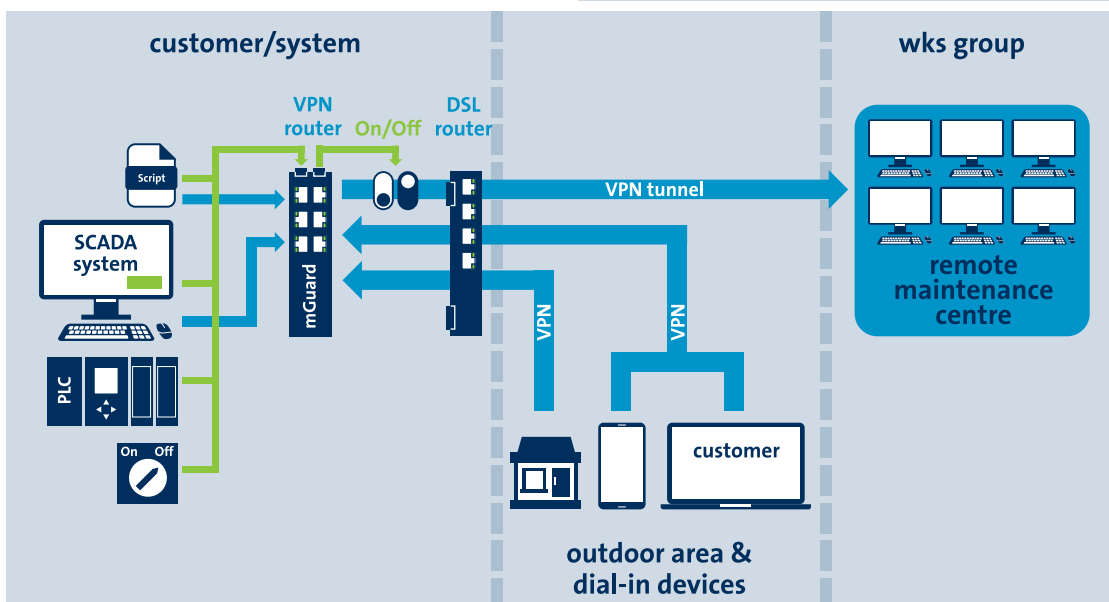 customer/system
wks group
VPN
router
On/Off
DSL
router
Script
VPN tunnel
SCADA
system
mGuard
remote
maintenance
centre
VPN
VPN
PLC
On Off
customer
outdoor area &
dial-in devices